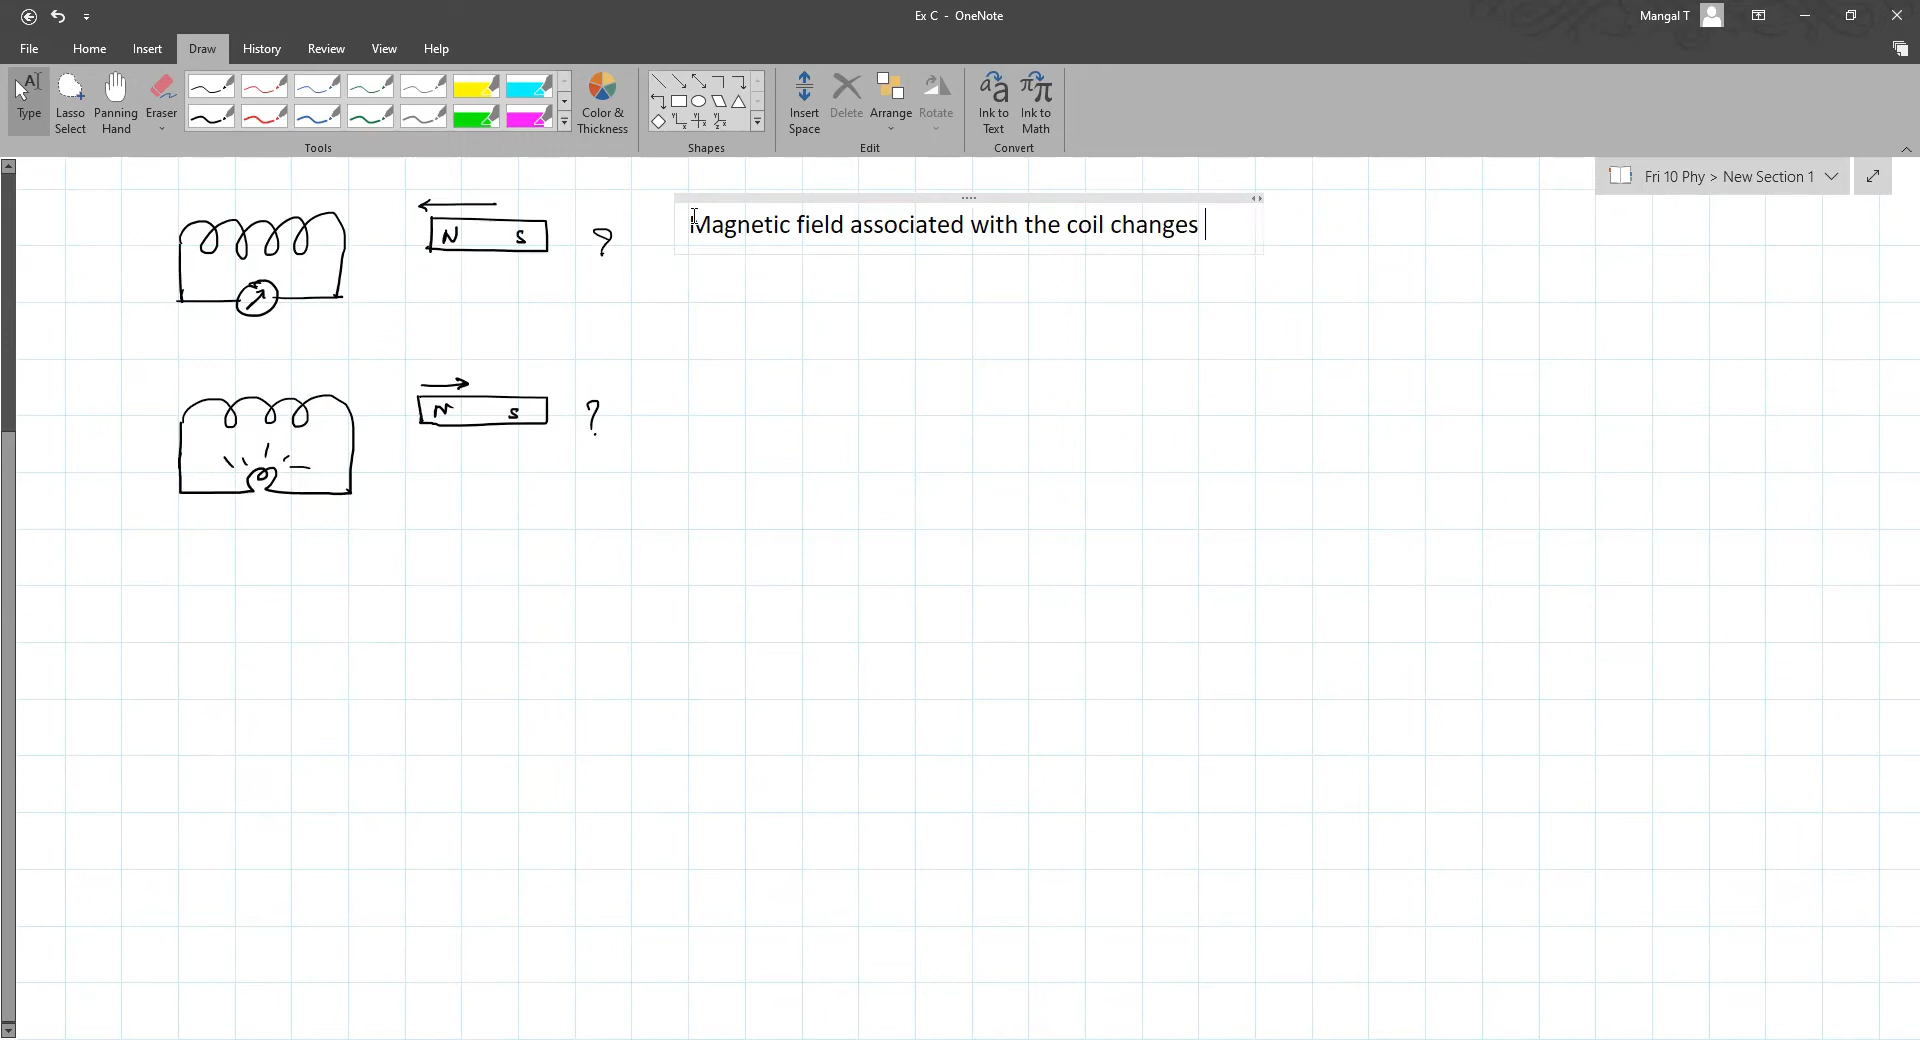 Ex C - OneNote
Mangal T
File Home Insert Draw History Review View Help
Type
Lasso Select
Panning Hand
Eraser
Color & Thickness
Insert Space
Delete
Arrange
Rotate
Ink to Text
Ink to Math
Tools
Shapes
Edit
Convert
Fri 10 Phy > New Section 1
Magnetic field associated with the coil changes
N S ?
N S ?